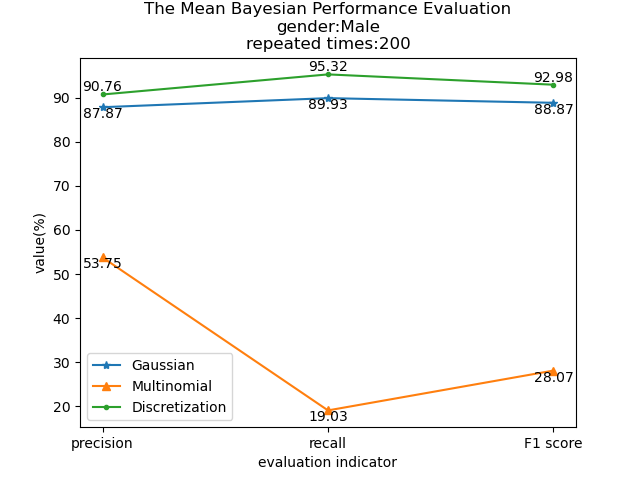 The Mean Bayesian Performance Evaluation
gender:Male
repeated times:200
90.76
95.32
92.98
87.87
89.93
88.87
53.75
19.03
28.07
90
80
70
60
50
40
30
20
value(%)
Gaussian
Multinomial
Discretization
precision
recall
F1 score
evaluation indicator